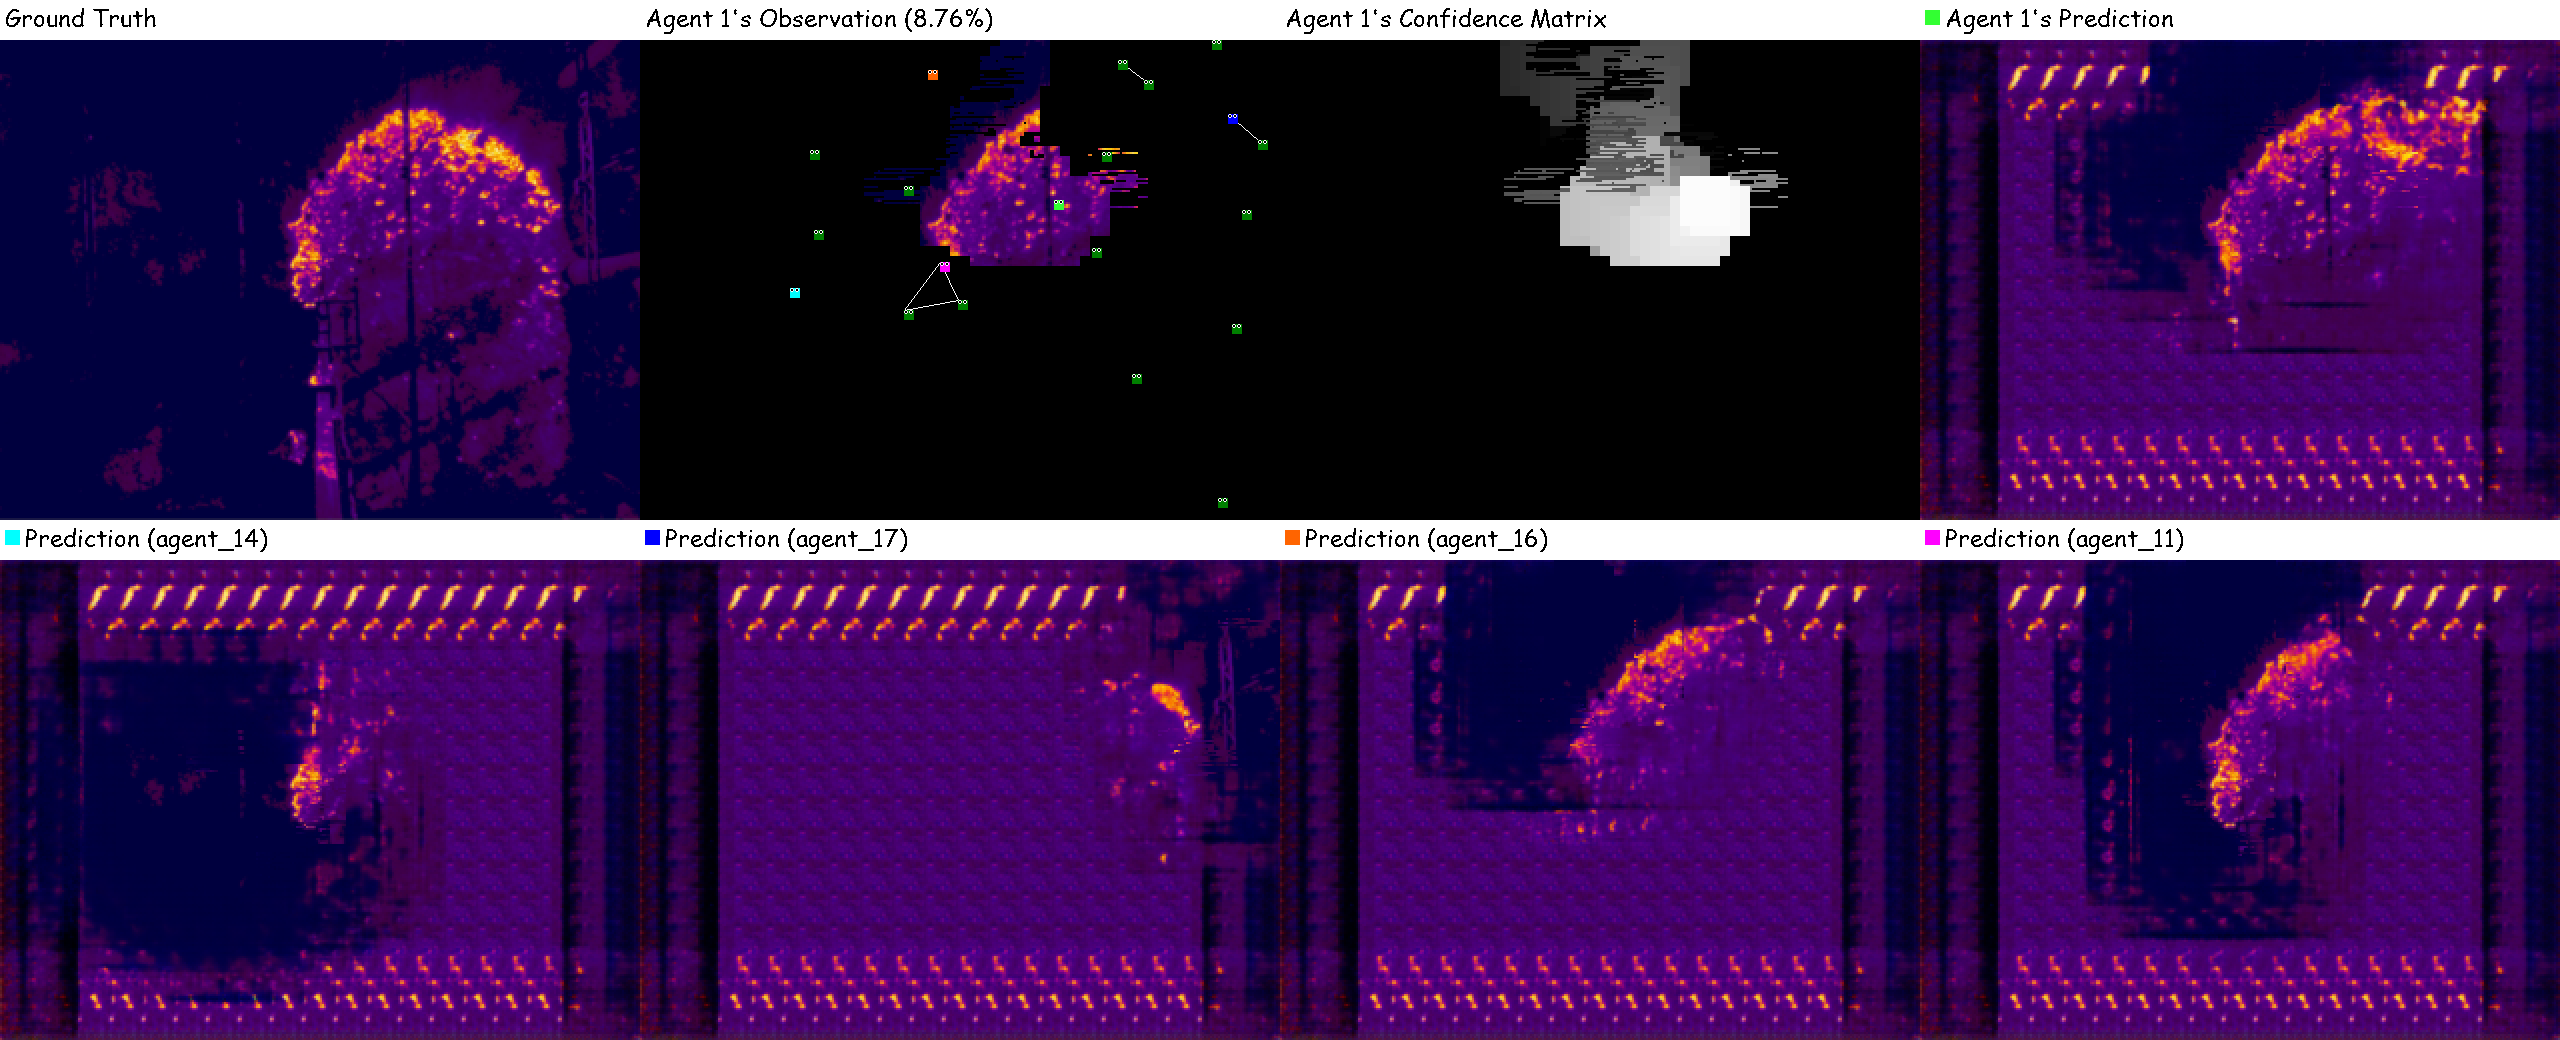 Ground Truth
Agent 1's Observation (8.76%)
Agent 1's Confidence Matrix
Agent 1's Prediction
Prediction (agent_14)
Prediction (agent_17)
Prediction (agent_16)
Prediction (agent_11)